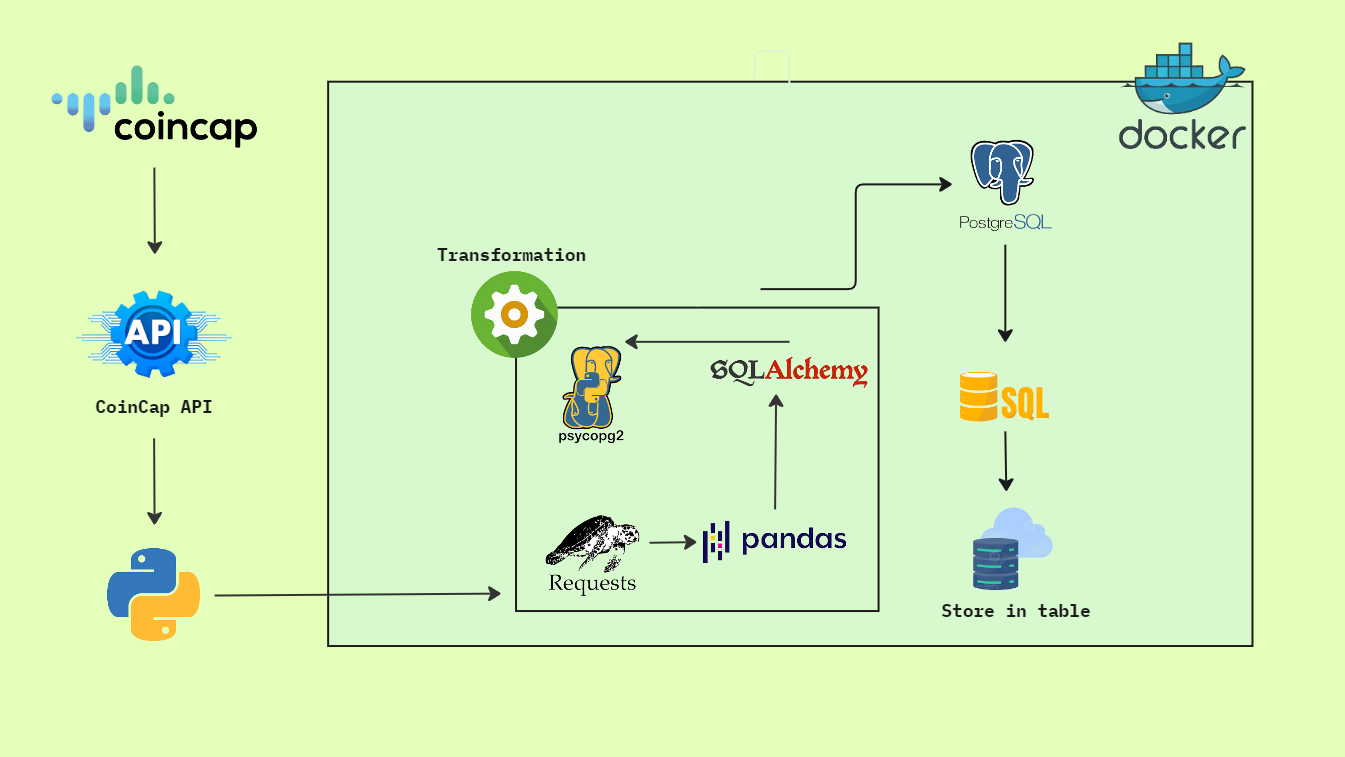 coincap
docker
PostgreSQL
Transformation
API
SQLAlchemy
CoinCap API
SQL
psycopg2
pandas
Requests
Store in table